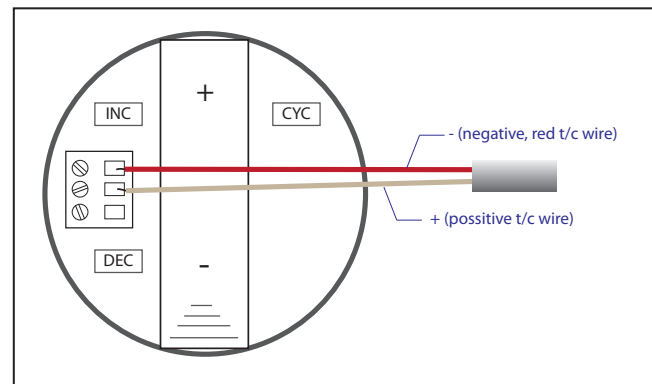 +
INC
CYC
- (negative, red t/c wire)
+ (possitive t/c wire)
DEC
-